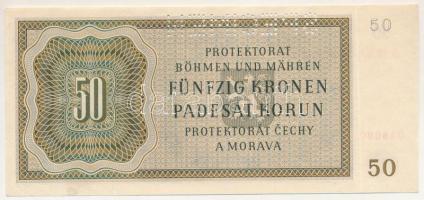 50
PROTEKTORAT
BÖHMEN UND MÄHREN
50
FÜNFZIG KRONEN
PADESÁT KORUN
PROTEKTORÁT ČECHY
A MORAVA
50